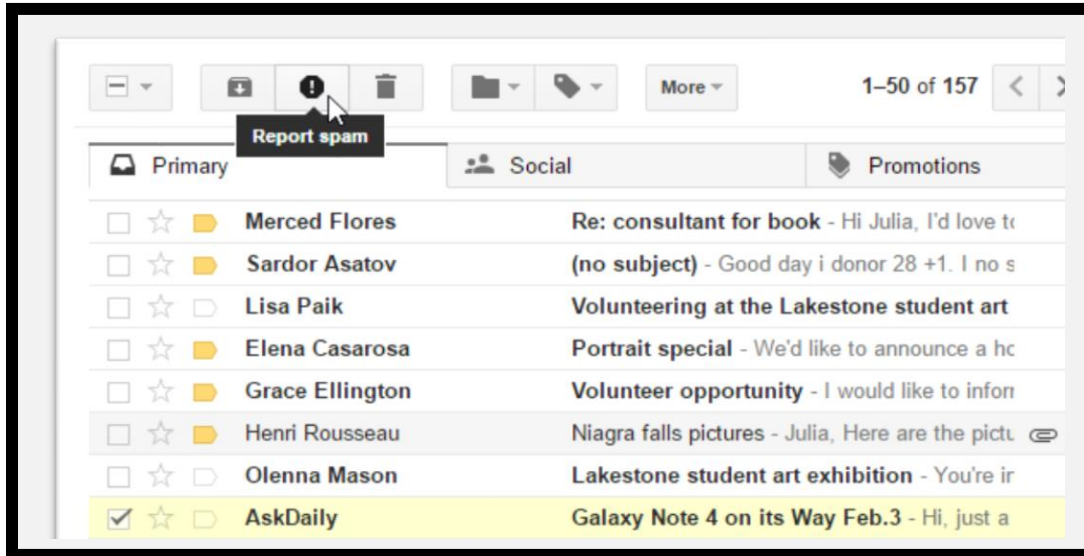 More 1–50 of 157
Report spam
Primary Social Promotions
Merced Flores Re: consultant for book - Hi Julia, I'd love to
Sardor Asatov (no subject) - Good day i donor 28 +1. I no s
Lisa Paik Volunteering at the Lakestone student art
Elena Casarosa Portrait special - We'd like to announce a
Grace Ellington Volunteer opportunity - I would like to
Henri Rousseau Niagra falls pictures - Julia, Here are the
Olenna Mason Lakestone student art exhibition - You're
AskDaily Galaxy Note 4 on its Way Feb.3 - Hi, just a